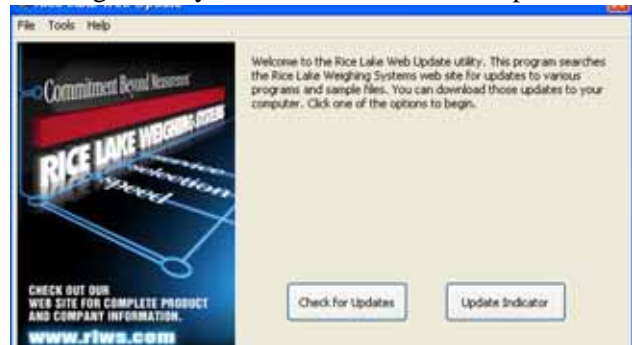 File Tools Help
Commitment Beyond Measurement
RICE LAKE WEIGHING SYSTEMS
selection
speed
CHECK OUT OUR
WEB SITE FOR COMPLETE PRODUCT
AND COMPANY INFORMATION.
www.rlws.com
Welcome to the Rice Lake Web Update utility. This program searches
the Rice Lake Weighing Systems web site for updates to various
programs and sample files. You can download those updates to your
computer. Click one of the options to begin.
Check for Updates
Update Indicator